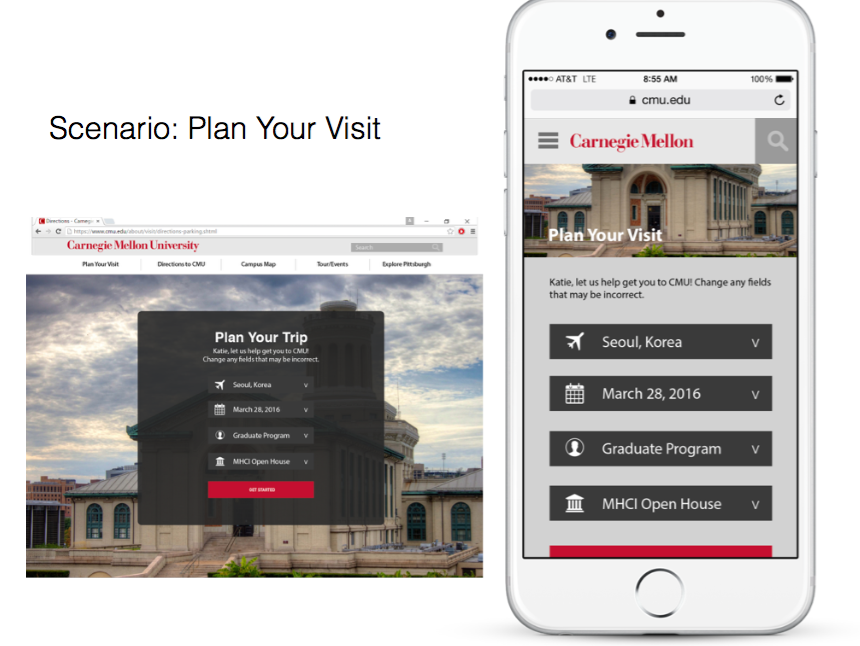 Scenario: Plan Your Visit
Directions - Carnegi
https://www.cmu.edu/about/visit/directions-parking.shtml
Carnegie Mellon University
Search
Plan Your Visit
Directions to CMU
Campus Map
Tour/Events
Explore Pittsburgh
Plan Your Trip
Katie, let us help get you to CMU!
Change any fields that may be incorrect.
Seoul, Korea v
March 28, 2016 v
Graduate Program v
MHCI Open House v
GET STARTED
AT&T LTE 8:55 AM 100%
cmu.edu
Carnegie Mellon
Plan Your Visit
Katie, let us help get you to CMU! Change any fields
that may be incorrect.
Seoul, Korea v
March 28, 2016 v
Graduate Program v
MHCI Open House v